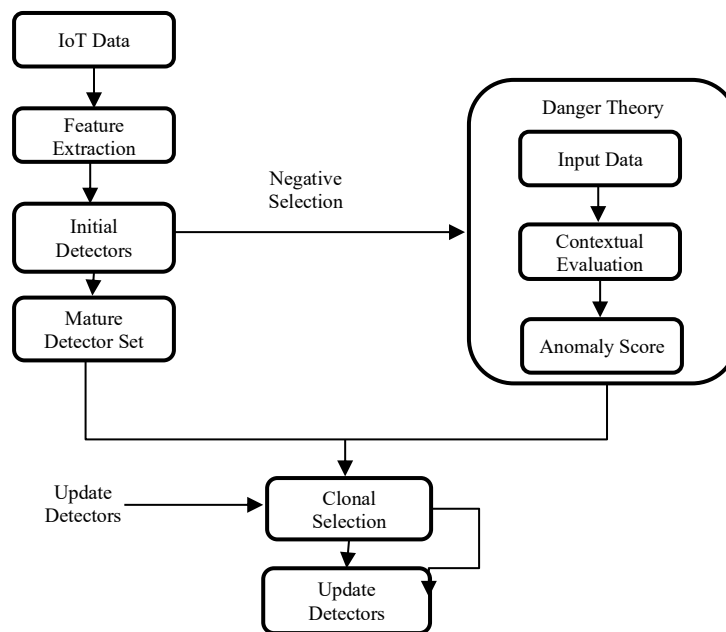 IoT Data
Feature
Extraction
Initial
Detectors
Mature
Detector Set
Negative
Selection
Danger Theory
Input Data
Contextual
Evaluation
Anomaly Score
Update
Detectors
Clonal
Selection
Update
Detectors